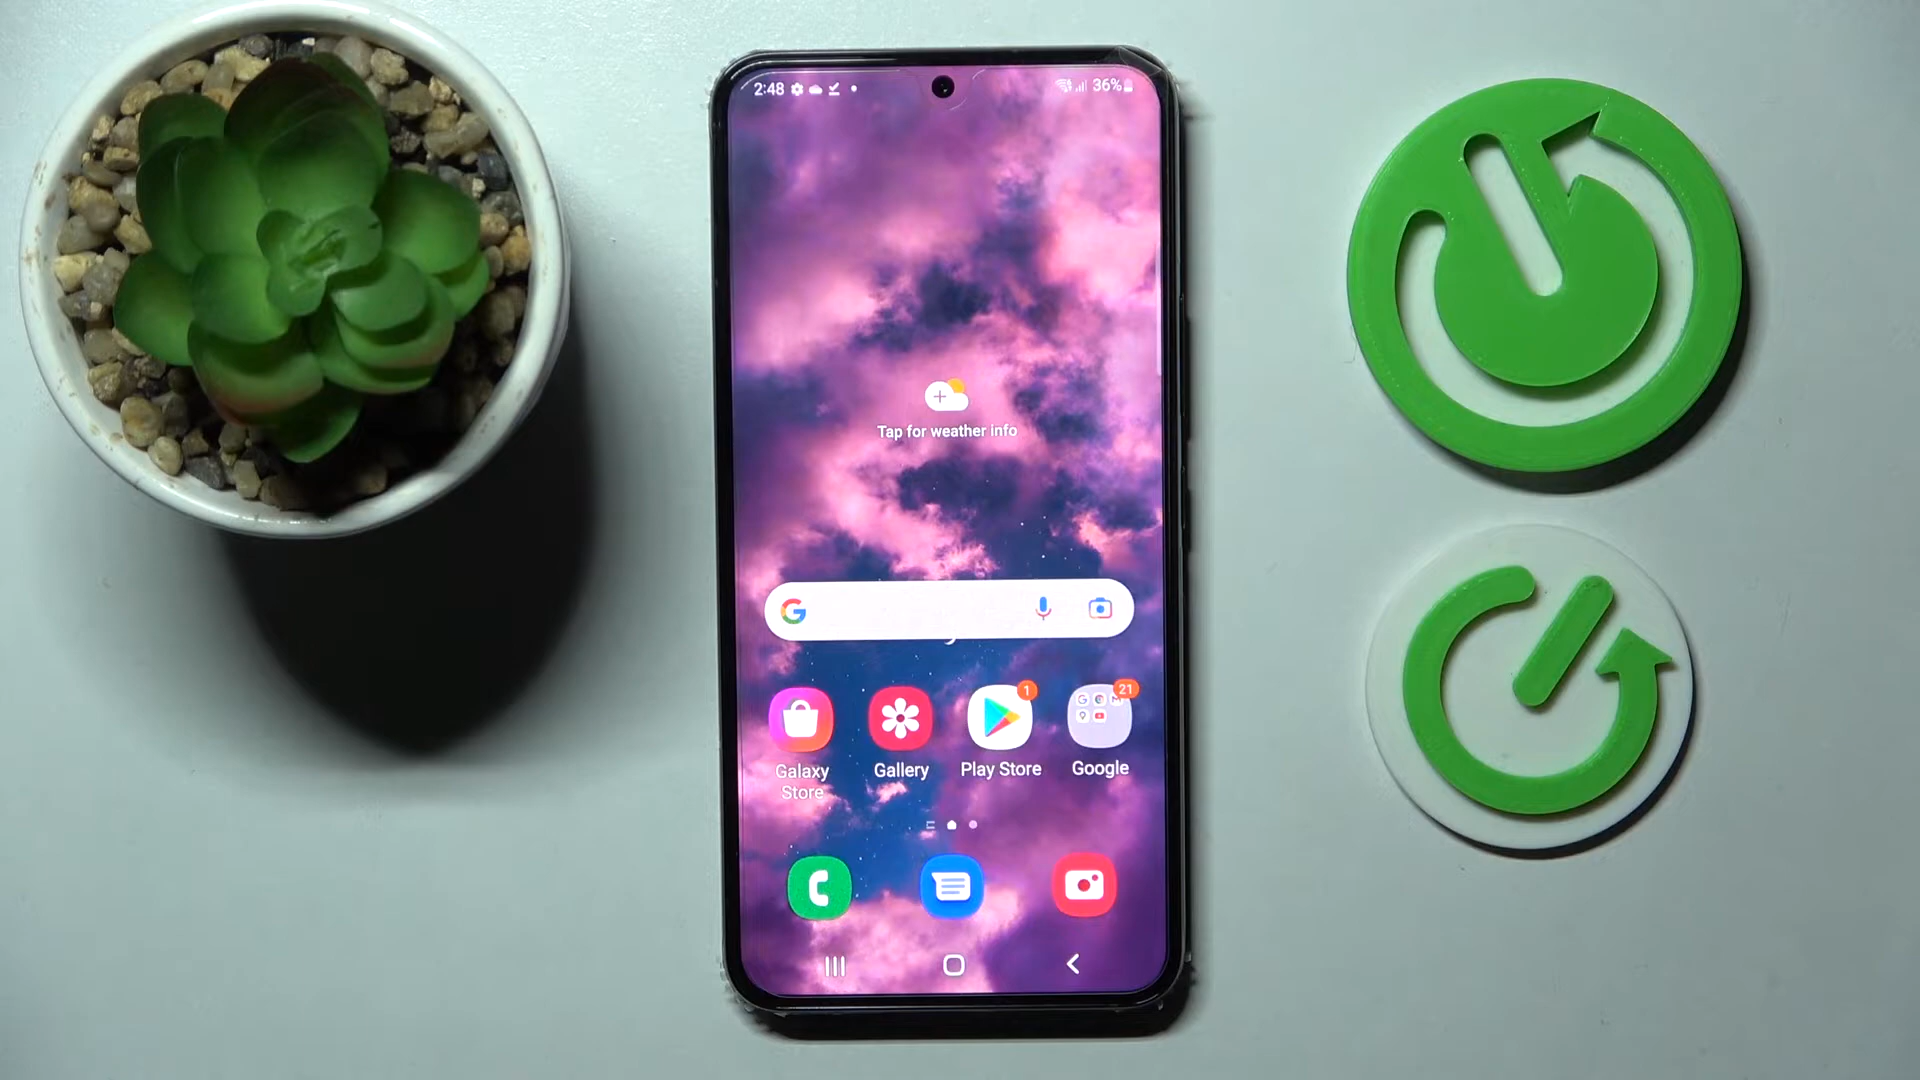 2:48
36%
Tap for weather info
G
1
21
Galaxy
Store
Gallery
Play Store
Google